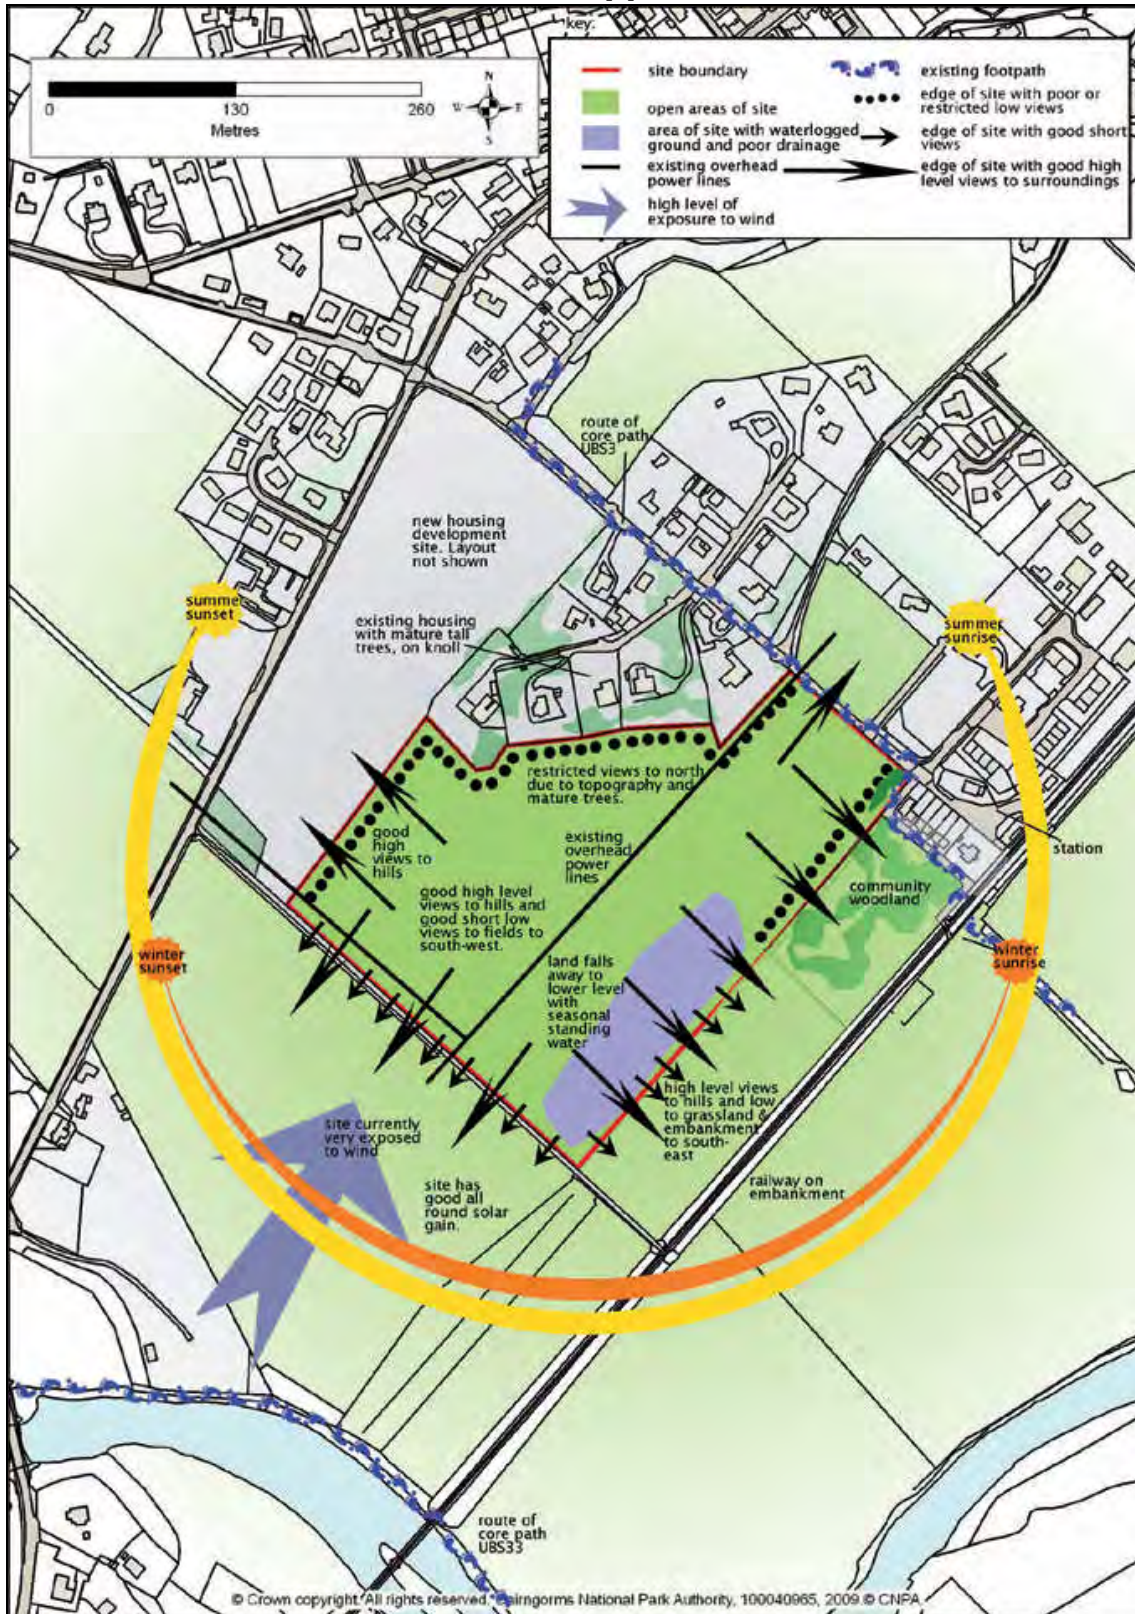 key:
site boundary
open areas of site
area of site with waterlogged
ground and poor drainage
existing overhead
power lines
high level of
exposure to wind
existing footpath
edge of site with poor or
restricted low views
edge of site with good short
views
edge of site with good high
level views to surroundings
0 130 260
Metres
N
W E
S
route of
core path
UBS3
new housing
development
site. Layout
not shown
summer
sunset
existing housing
with mature tall
trees, on knoll
summer
sunrise
restricted views to north
due to topography and
mature trees.
good
high
views to
hills
existing
overhead
power
lines
station
good high level
views to hills and
good short low
views to fields to
south-west.
community
woodland
winter
sunset
land falls
away to
lower level
with
seasonal
standing
water
winter
sunrise
high level views
to hills and low
to grassland &
embankment
to south-
east
site currently
very exposed
to wind
site has
good all
round solar
gain.
railway on
embankment
route of
core path
UBS33
© Crown copyright. All rights reserved. Cairngorms National Park Authority, 100040965, 2009 © CNPA